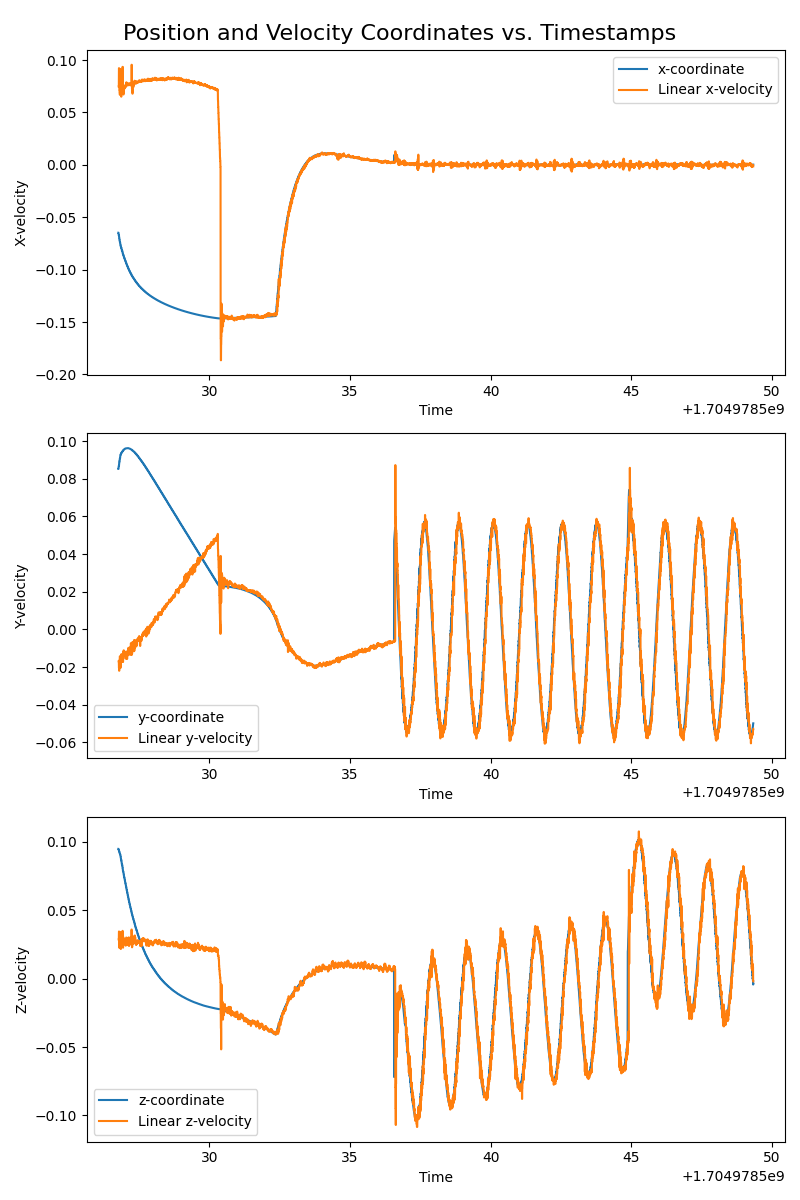 Position and Velocity Coordinates vs. Timestamps
0.10
0.05
0.00
−0.05
−0.10
−0.15
−0.20
X-velocity
x-coordinate
Linear x-velocity
30 35 40 45 50
Time
+1.7049785e9
0.10
0.08
0.06
0.04
0.02
0.00
−0.02
−0.04
−0.06
Y-velocity
y-coordinate
Linear y-velocity
30 35 40 45 50
Time
+1.7049785e9
0.10
0.05
0.00
−0.05
−0.10
Z-velocity
z-coordinate
Linear z-velocity
30 35 40 45 50
Time
+1.7049785e9